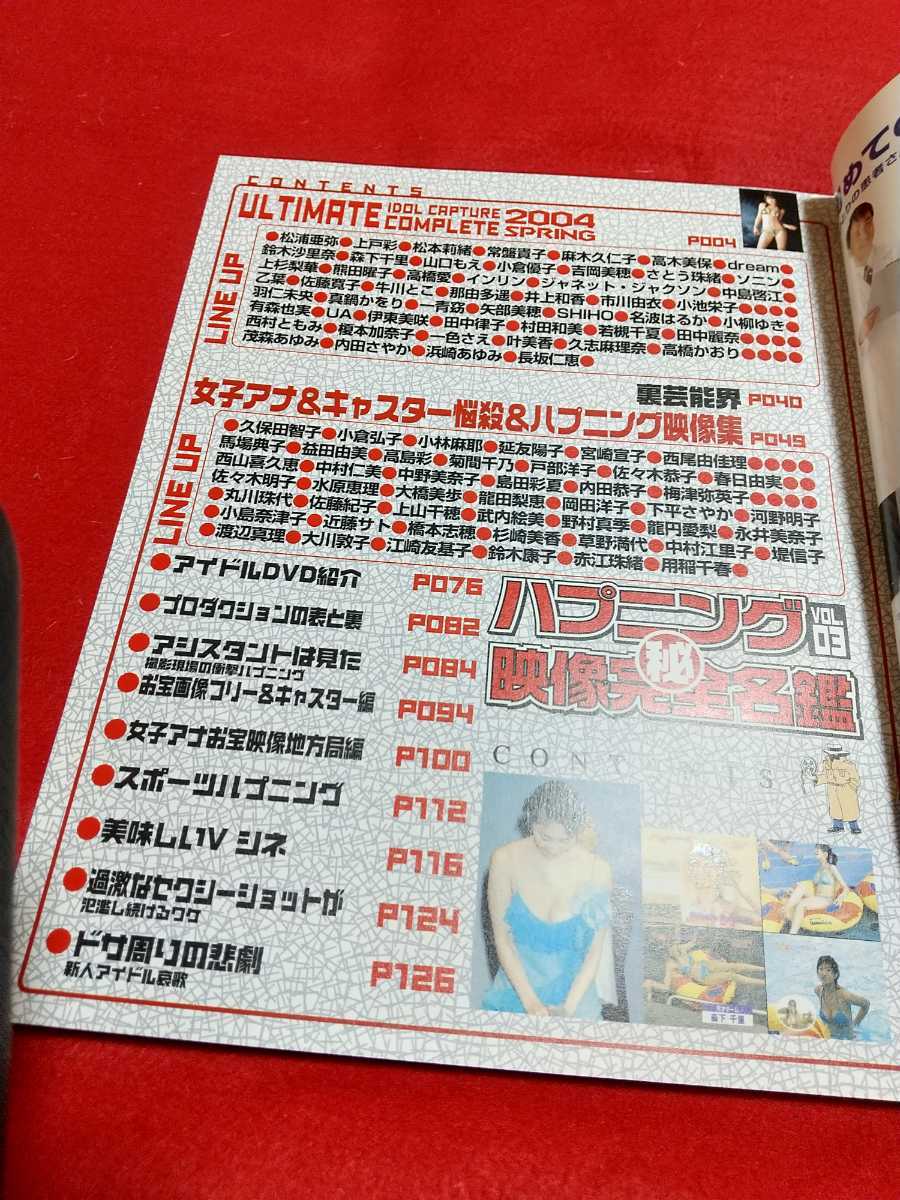 CONTENTS
ULTIMATE IDOL CAPTURE COMPLETE 2004 SPRING
P004
LINE UP
●松浦亜弥●上戸彩●松本莉緒●常盤貴子●麻木久仁子●高木美保●dream●
鈴木沙里奈●森下千里●山口もえ●小倉優子●吉岡美穂●さとう珠緒●ソニン●
上杉梨華●熊田曜子●高橋愛●インリン●ジャネット・ジャクソン●中島啓江●
乙葉●佐藤寛子●牛川とこ●那由多遥●井上和香●市川由衣●小池栄子●●●●
羽仁未央●真鍋かをり●一青窈●矢部美穂●SHIHO●名波はるか●小柳ゆき●
有森也実●UA●伊東美咲●田中律子●村田和美●若槻千夏●田中麗奈●●●●
西村ともみ●榎本加奈子●一色さえ●叶美香●久志麻理奈●高橋かおり●●●●
茂森あゆみ●内田さやか●浜崎あゆみ●長坂仁恵●
裏芸能界 P040
女子アナ&キャスター悩殺&ハプニング映像集 P049
LINE UP
●久保田智子●小倉弘子●小林麻耶●延友陽子●宮崎宣子●西尾由佳理●●●●
馬場典子●益田由美●高島彩●菊間千乃●戸部洋子●佐々木恭子●春日由実●●
西山喜久恵●中村仁美●中野美奈子●島田彩夏●内田恭子●梅津弥英子●●●●
佐々木明子●水原恵理●大橋美歩●龍田梨恵●岡田洋子●下平さやか●河野明子
●丸川珠代●佐藤紀子●上山千穂●武内絵美●野村真季●龍円愛梨●永井美奈子
●小島奈津子●近藤サト●橋本志穂●杉崎美香●草野満代●中村江里子●堤信子
●渡辺真理●大川敦子●江崎友基子●鈴木康子●赤江珠緒●用稲千春●
●アイドルDVD紹介 P076
●プロダクションの表と裏 P082
●アシスタントは見た P084
撮影現場の衝撃ハプニング
●お宝画像フリー&キャスター編 P094
●女子アナお宝映像地方局編 P100
●スポーツハプニング P112
●美味しいV シネ P116
●過激なセクシーショットが P124
氾濫し続けるワケ
●ドサ周りの悲劇 P126
新人アイドル哀歌
ハプニング VOL 03
㊙
映像完全名鑑
CONTENTS
森下 千里